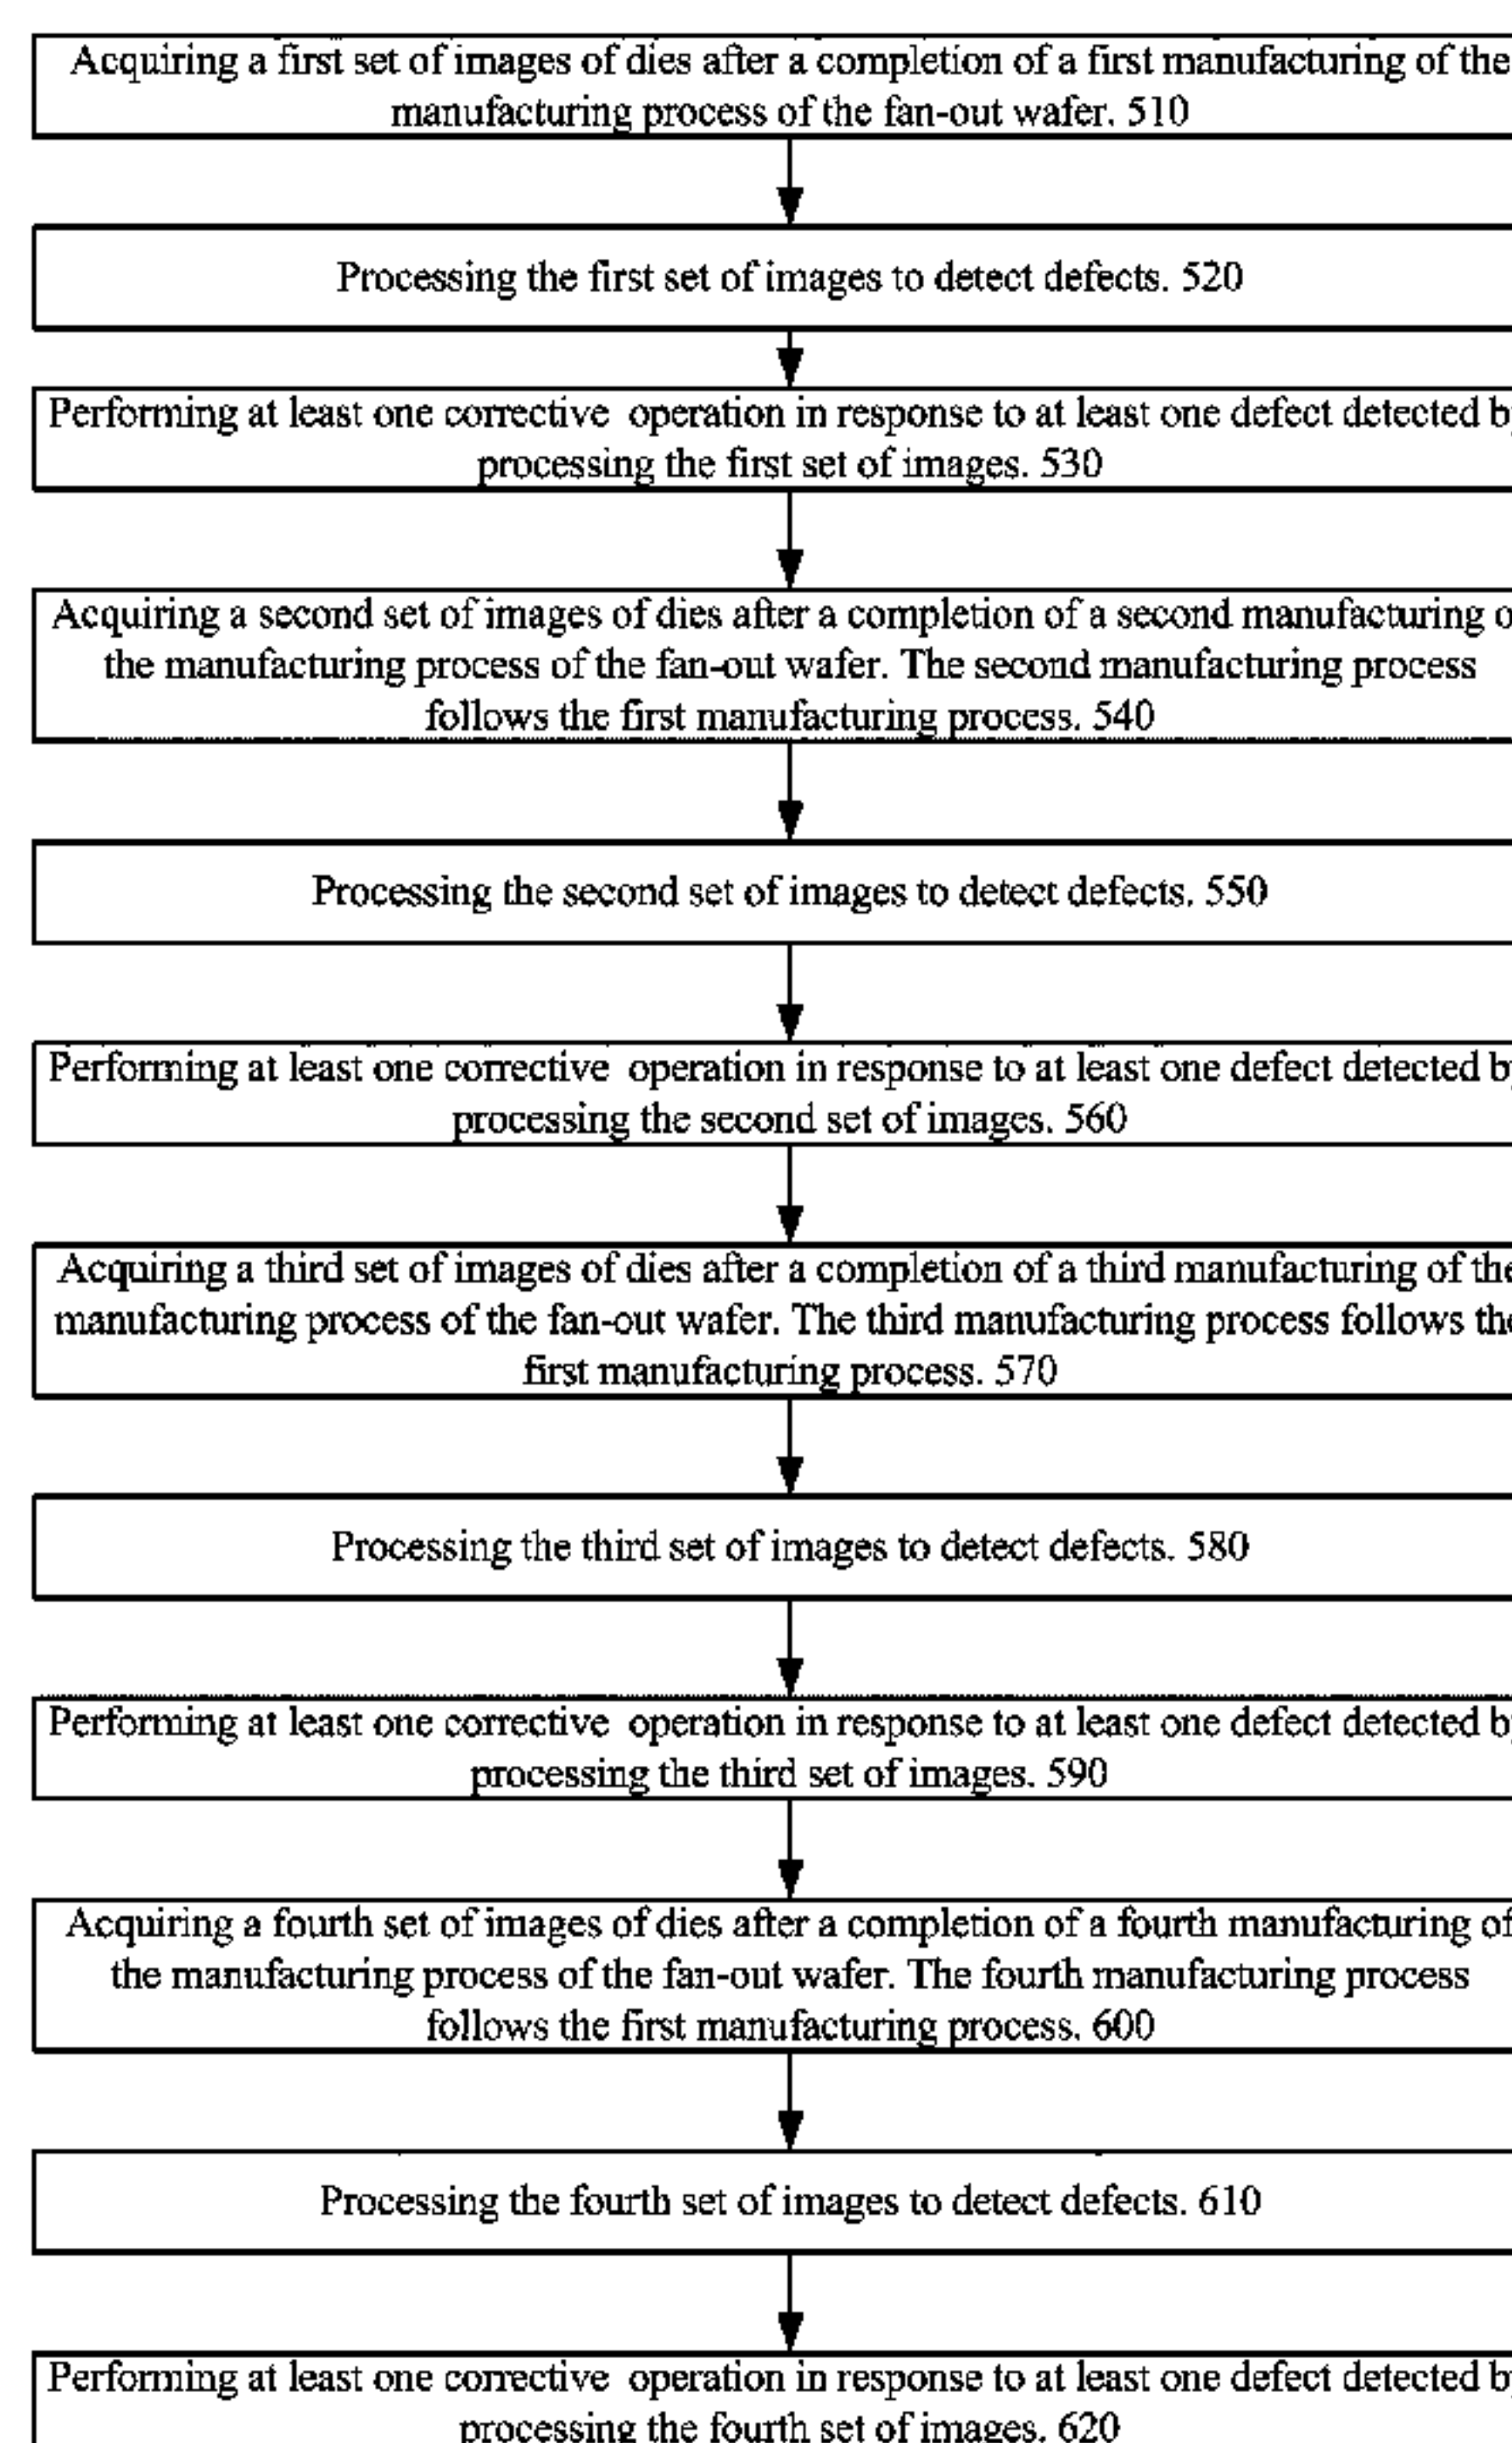 Acquiring a first set of images of dies after a completion of a first manufacturing of the
manufacturing process of the fan-out wafer. 510
Processing the first set of images to detect defects. 520
Performing at least one corrective operation in response to at least one defect detected
processing the first set of images. 530
Acquiring a second set of images of dies after a completion of a second manufacturing
the manufacturing process of the fan-out wafer. The second manufacturing process
follows the first manufacturing process. 540
Processing the second set of images to detect defects. 550
Performing at least one corrective operation in response to at least one defect detected
processing the second set of images. 560
Acquiring a third set of images of dies after a completion of a third manufacturing of the
manufacturing process of the fan-out wafer. The third manufacturing process follows the
first manufacturing process. 570
Processing the third set of images to detect defects. 580
Performing at least one corrective operation in response to at least one defect detected
processing the third set of images. 590
Acquiring a fourth set of images of dies after a completion of a fourth manufacturing of
the manufacturing process of the fan-out wafer. The fourth manufacturing process
follows the first manufacturing process. 600
Processing the fourth set of images to detect defects. 610
Performing at least one corrective operation in response to at least one defect detected
processing the fourth set of images. 620